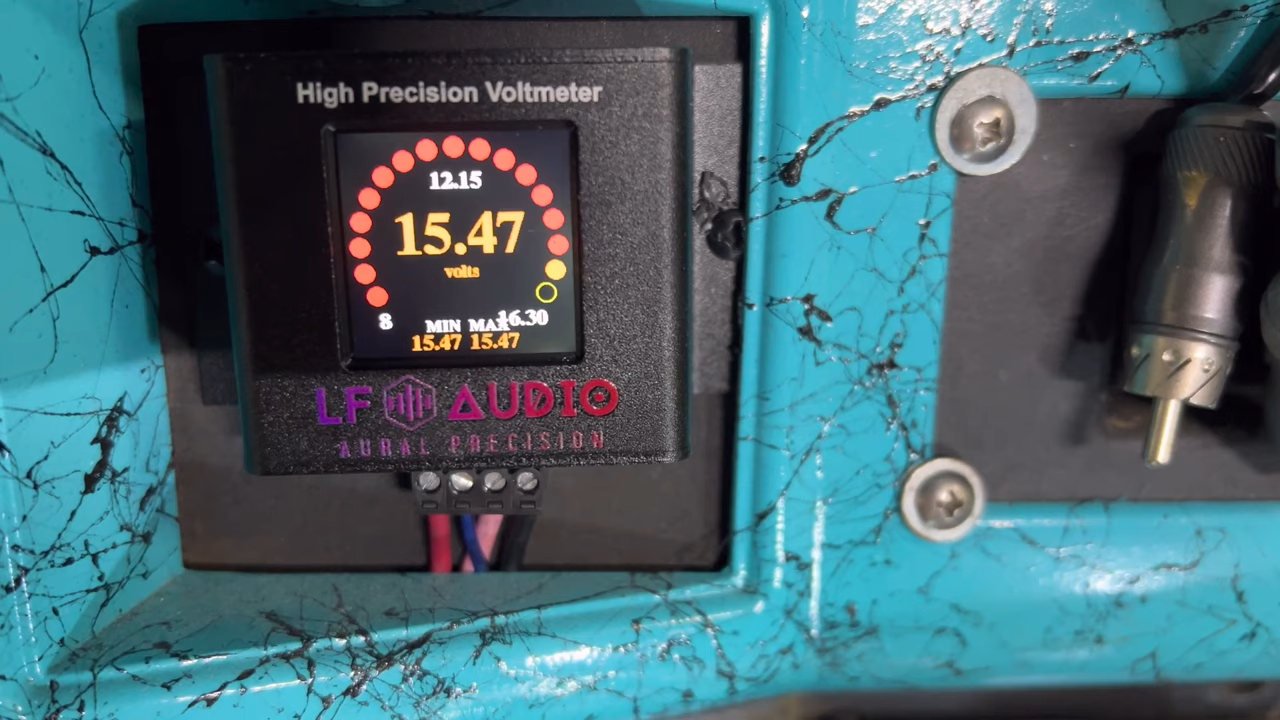 High Precision Voltmeter
12.15
15.47
volts
8
16.30
MIN MAX
15.47 15.47
LF AUDIO
AURAL PRECISION